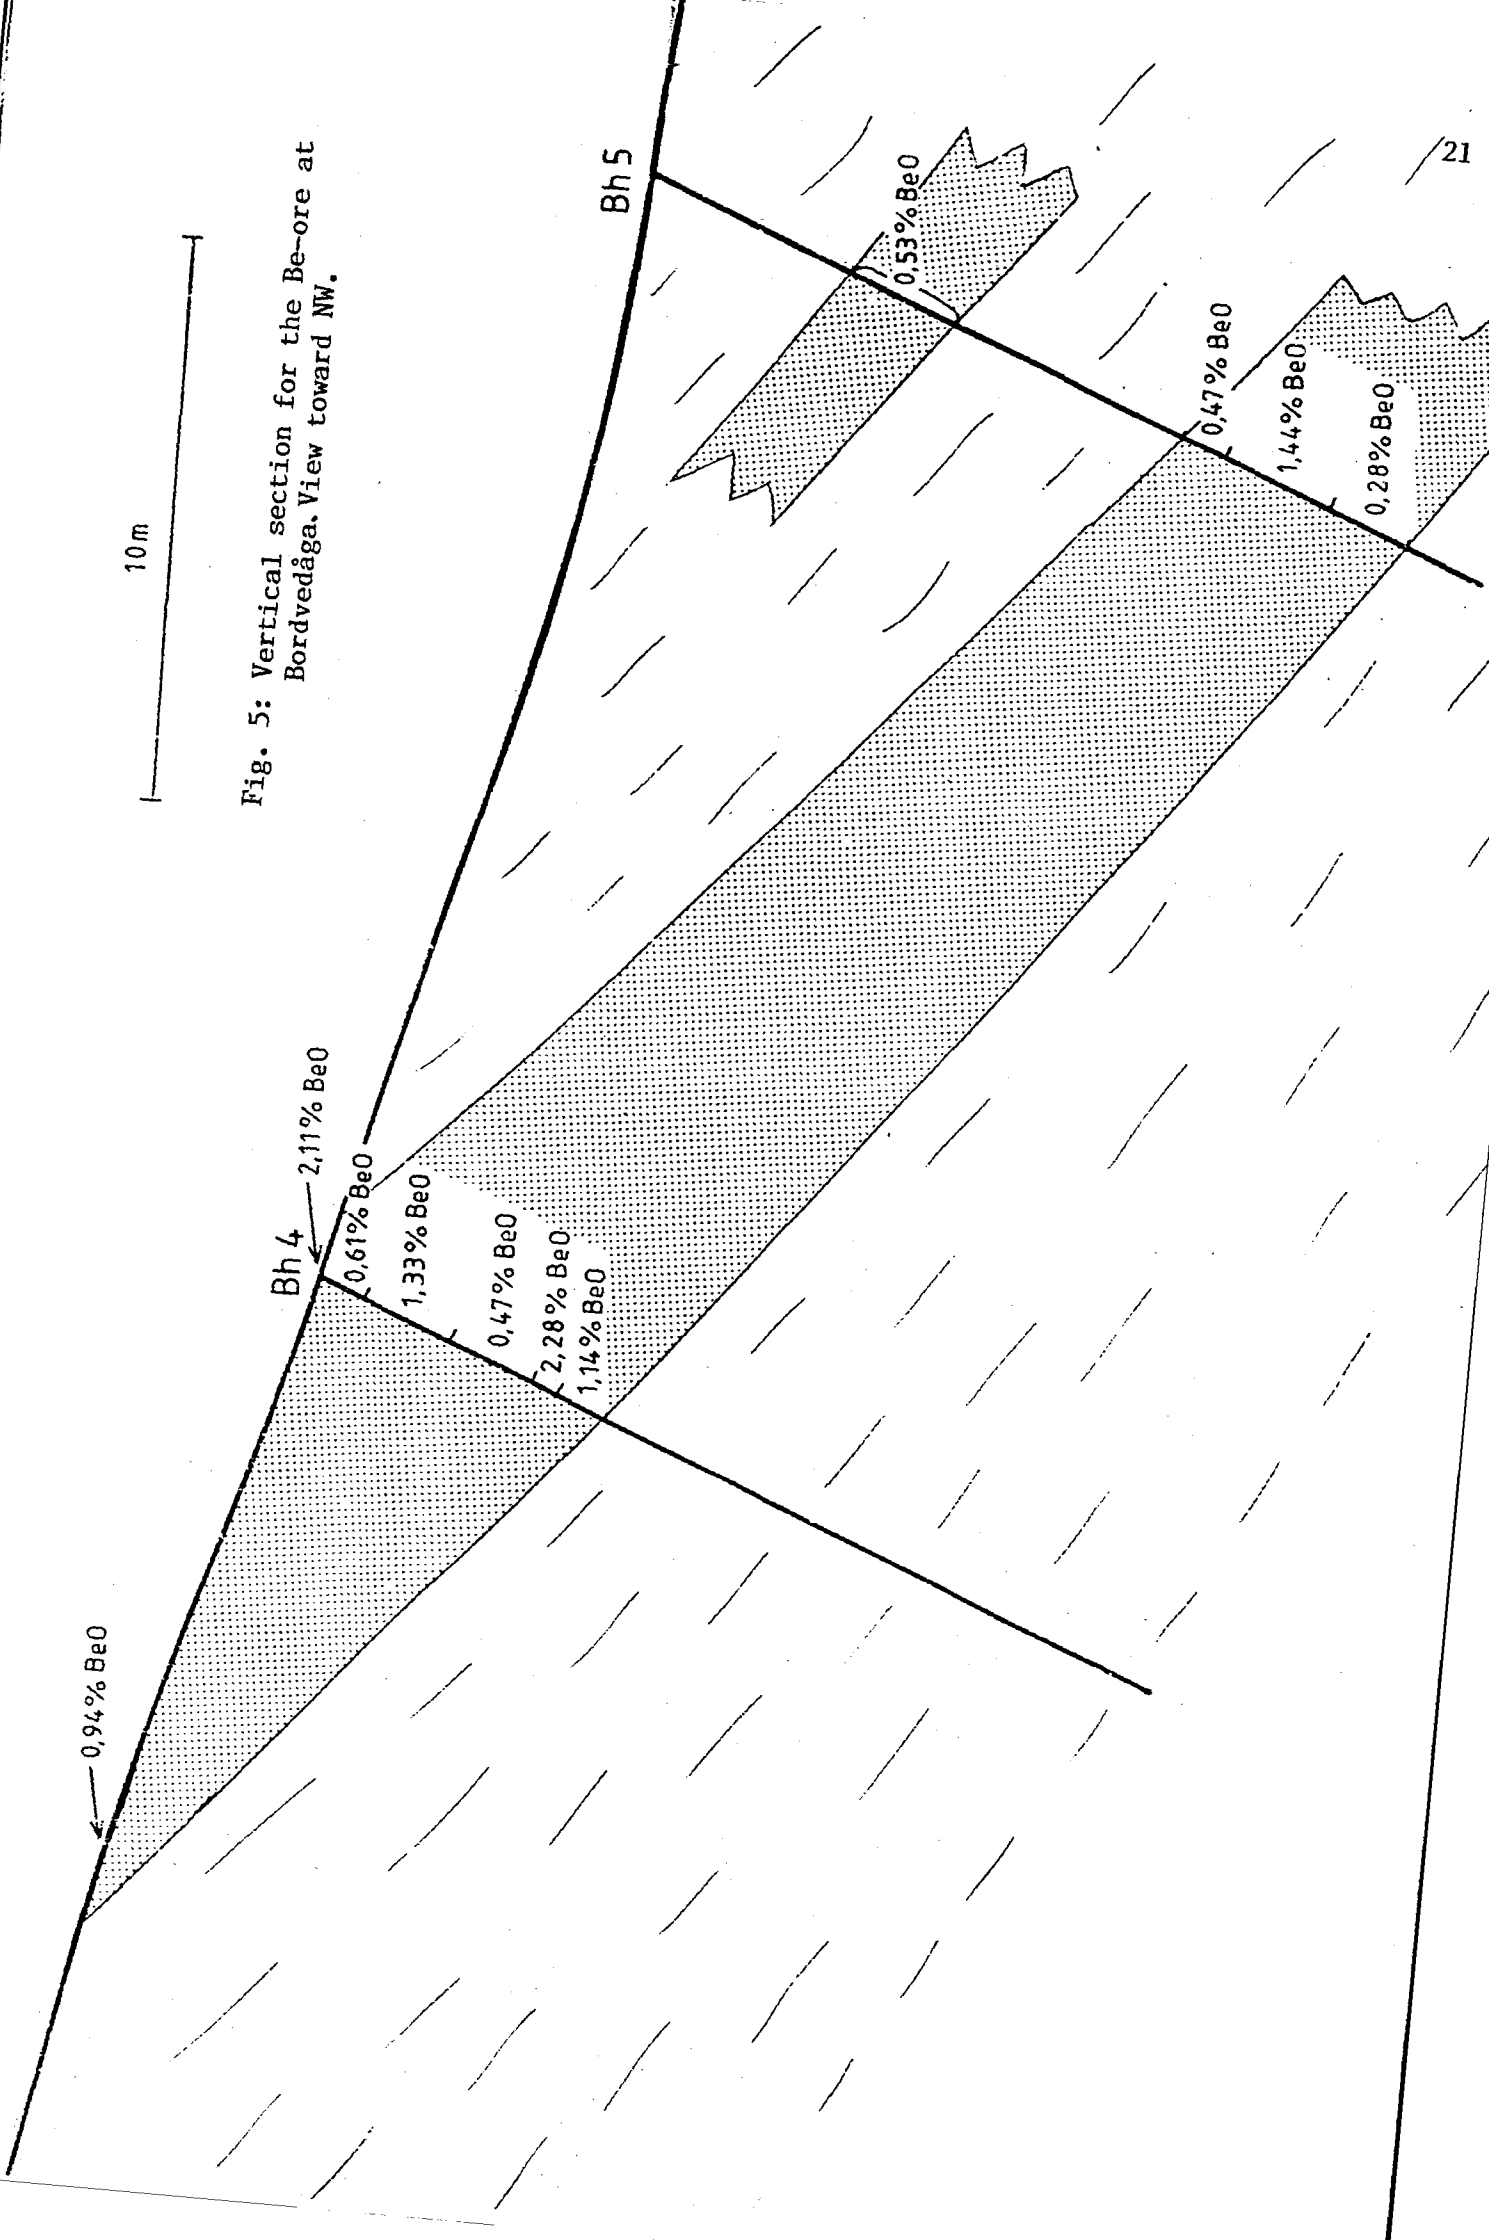 10m
Fig. 5: Vertical section for the Be-ore at
Bordvedåga. View toward NW.
0,94% BeO
Bh 4
2,11% BeO
0,61% BeO
1,33% BeO
0,47% BeO
2,28% BeO
1,14% BeO
Bh 5
0,53% BeO
0,47% BeO
1,44% BeO
0,28% BeO
21